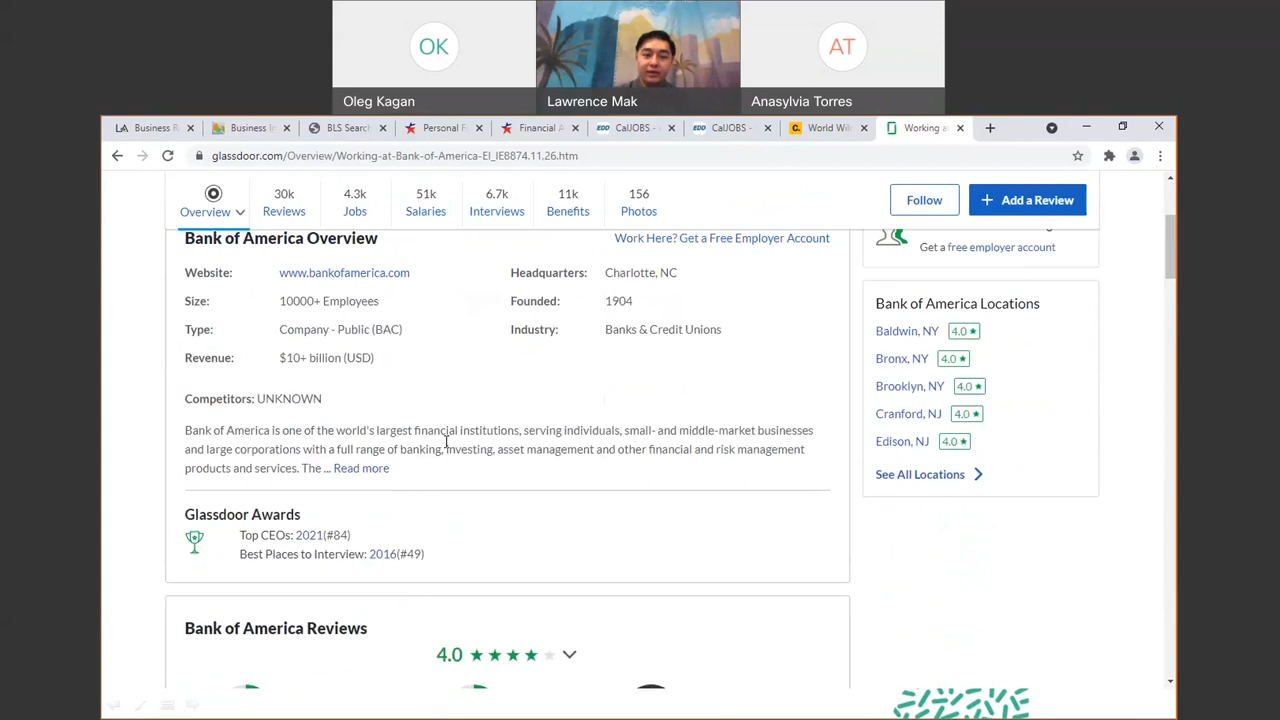 OK
AT
Oleg Kagan
Lawrence Mak
Anasylvia Torres
LA Business R
Business In
BLS Search
Personal F
Financial A
EDD CalJOBS -
EDD CalJOBS -
World Wil
Working a
glassdoor.com/Overview/Working-at-Bank-of-America-EI_IE8874.11.26.htm
30k 4.3k 51k 6.7k 11k 156
Overview Reviews Jobs Salaries Interviews Benefits Photos
Follow
+ Add a Review
Bank of America Overview
Work Here? Get a Free Employer Account
Website: www.bankofamerica.com
Headquarters: Charlotte, NC
Size: 10000+ Employees
Founded: 1904
Type: Company - Public (BAC)
Industry: Banks & Credit Unions
Revenue: $10+ billion (USD)
Competitors: UNKNOWN
Bank of America is one of the world's largest financial institutions, serving individuals, small- and middle-market businesses
and large corporations with a full range of banking, investing, asset management and other financial and risk management
products and services. The ... Read more
Glassdoor Awards
Top CEOs: 2021(#84)
Best Places to Interview: 2016(#49)
Bank of America Reviews
4.0
Get a free employer account
Bank of America Locations
Baldwin, NY 4.0 ★
Bronx, NY 4.0 ★
Brooklyn, NY 4.0 ★
Cranford, NJ 4.0 ★
Edison, NJ 4.0 ★
See All Locations